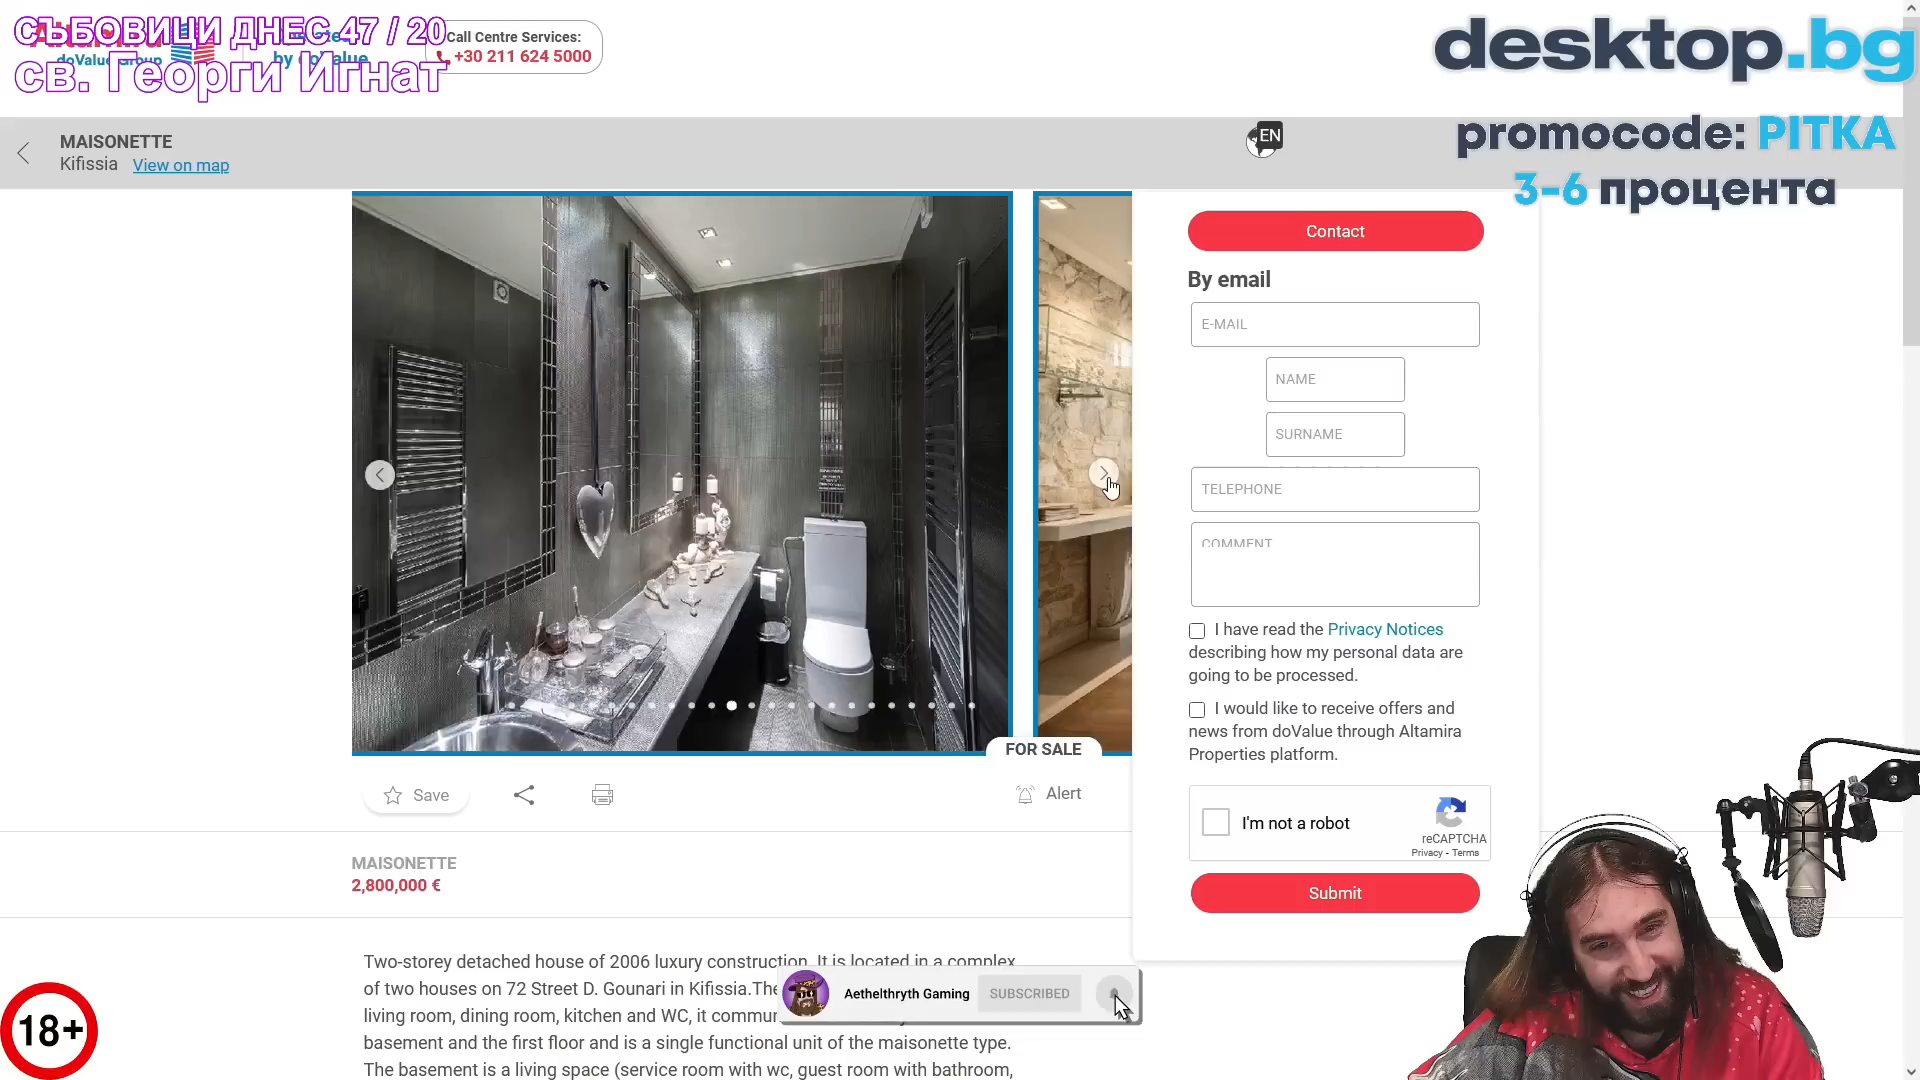 СЪБОВИЦИ ДНЕС 47 / 20
св. Георги Игнат
doValue Group
by doValue
Call Centre Services:
+30 211 624 5000
desktop.bg
promocode: PITKA
3-6 процента
MAISONETTE
Kifissia View on map
EN
Contact
By email
E-MAIL
NAME
SURNAME
TELEPHONE
COMMENT
I have read the Privacy Notices
describing how my personal data are
going to be processed.
I would like to receive offers and
news from doValue through Altamira
Properties platform.
I'm not a robot
reCAPTCHA
Privacy - Terms
Submit
FOR SALE
Save
Alert
MAISONETTE
2,800,000 €
Two-storey detached house of 2006 luxury construction. It is located in a complex
of two houses on 72 Street D. Gounari in Kifissia.The
living room, dining room, kitchen and WC, it
basement and the first floor and is a single functional unit of the maisonette type.
The basement is a living space (service room with wc, guest room with bathroom,
Aethelthryth Gaming
SUBSCRIBED
18+